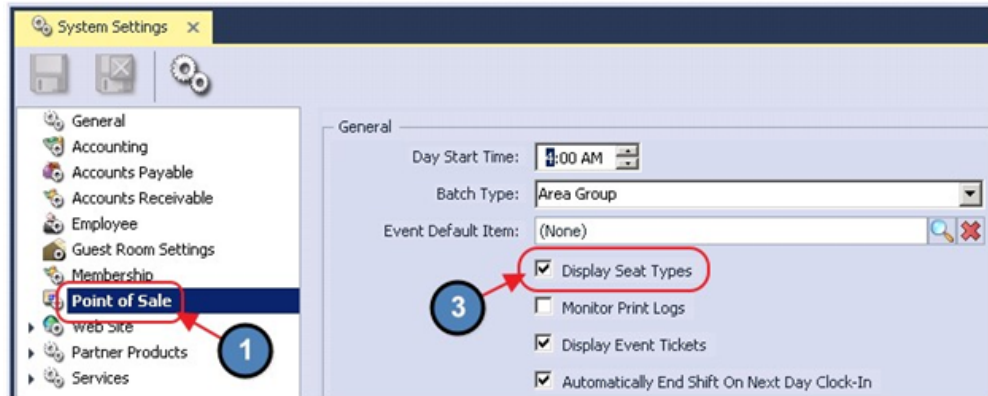 System Settings
General
Accounting
Accounts Payable
Accounts Receivable
Employee
Guest Room Settings
Membership
Point of Sale
Web Site
Partner Products
Services
1
General
Day Start Time: 4:00 AM
Batch Type: Area Group
Event Default Item: (None)
Display Seat Types
3
Monitor Print Logs
Display Event Tickets
Automatically End Shift On Next Day Clock-In